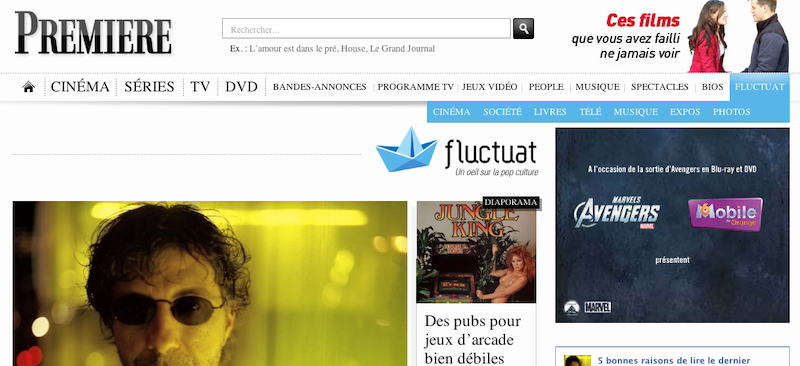 PREMIERE
Rechercher...
Ex. : L'amour est dans le pré, House, Le Grand Journal
Ces films
que vous avez failli
ne jamais voir
CINÉMA SÉRIES TV DVD BANDES-ANNONCES PROGRAMME TV JEUX VIDÉO PEOPLE MUSIQUE SPECTACLES BIOS FLUCTUAT
CINÉMA SOCIÉTÉ LIVRES TÉLÉ MUSIQUE EXPOS PHOTOS
fluctuat
Un oeil sur la pop culture
DIAPORAMA
JUNGLE
KING
Des pubs pour
jeux d'arcade
bien débiles
A l'occasion de la sortie d'Avengers en Blu-ray et DVD
MARVEL'S
AVENGERS
MARVEL
M6 Mobile
by Orange
présentent
MARVEL
5 bonnes raisons de lire le dernier